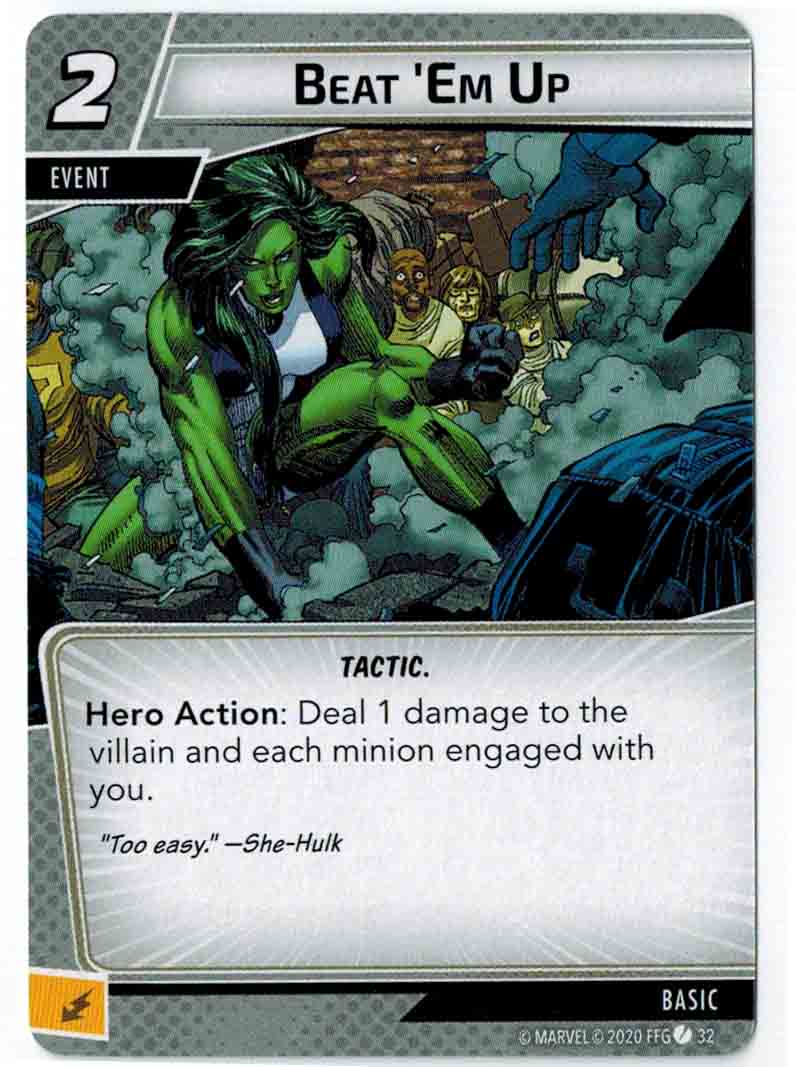 2
BEAT 'EM UP
EVENT
TACTIC.
Hero Action: Deal 1 damage to the
villain and each minion engaged with
you.
"Too easy." —She-Hulk
BASIC
© MARVEL © 2020 FFG 32